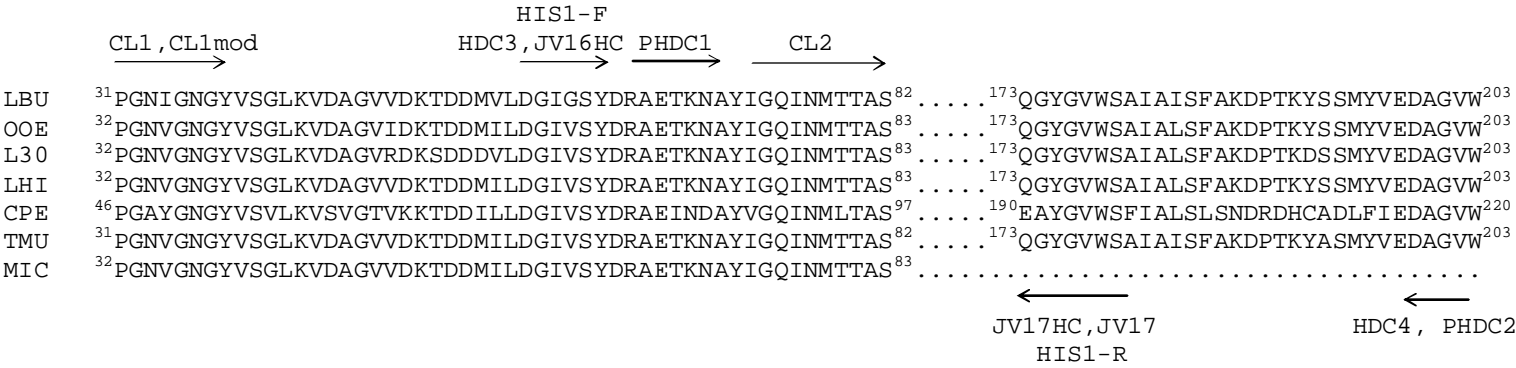 HIS1-F
CL1,CL1mod HDC3,JV16HC PHDC1 CL2
LBU 31PGNIGNGYVSGLKVDAGVVDKTDDMVLDGIGSYDRAETKNAYIGQINMTTAS82.....173QGYGVWSAIAISFAKDPTKYSSMYVEDAGVW203
OOE 32PGNVGNGYVSGLKVDAGVIDKTDDMILDGIVSYDRAETKNAYIGQINMTTAS83.....173QGYGVWSAIALSFAKDPTKYSSMYVEDAGVW203
L30 32PGNVGNGYVSGLKVDAGVRDKSDDDVLDGIVSYDRAETKNAYIGQINMTTAS83.....173QGYGVWSAIALSFAKDPTKDSSMYVEDAGVW203
LHI 32PGNVGNGYVSGLKVDAGVVDKTDDMILDGIVSYDRAETKNAYIGQINMTTAS83.....173QGYGVWSAIALSFAKDPTKYSSMYVEDAGVW203
CPE 46PGAYGNGYVSVLKVSVGTVKKTDDILLDGIVSYDRAEINDAYVGQINMLTAS97.....190EAYGVWSFIALSLSNDRDHCADLFIEDAGVW220
TMU 31PGNVGNGYVSGLKVDAGVVDKTDDMILDGIVSYDRAETKNAYIGQINMTTAS82.....173QGYGVWSAIAISFAKDPTKYASMYVEDAGVW203
MIC 32PGNVGNGYVSGLKVDAGVVDKTDDMILDGIVSYDRAETKNAYIGQINMTTAS83.....................................
JV17HC,JV17 HDC4, PHDC2
HIS1-R